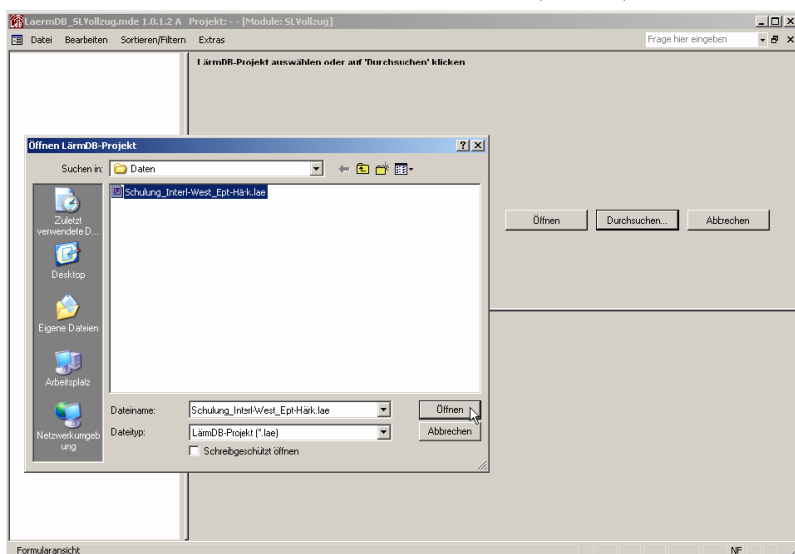 LaermDB_SLVollzug.mde 1.0.1.2 A Projekt: - - [Module: SLVollzug]
Datei Bearbeiten Sortieren/Filtern Extras Frage hier eingeben
LärmDB-Projekt auswählen oder auf 'Durchsuchen' klicken
Öffnen LärmDB-Projekt
Suchen in: Daten
Schulung_Interl-West_Ept-Härk.lae
Zuletzt
verwendete D...
Desktop
Eigene Dateien
Arbeitsplatz
Netzwerkumgeb
ung
Dateiname: Schulung_Interl-West_Ept-Härk.lae Öffnen
Dateityp: LärmDB-Projekt (*.lae) Abbrechen
Schreibgeschützt öffnen
Öffnen Durchsuchen... Abbrechen
Formularansicht NF